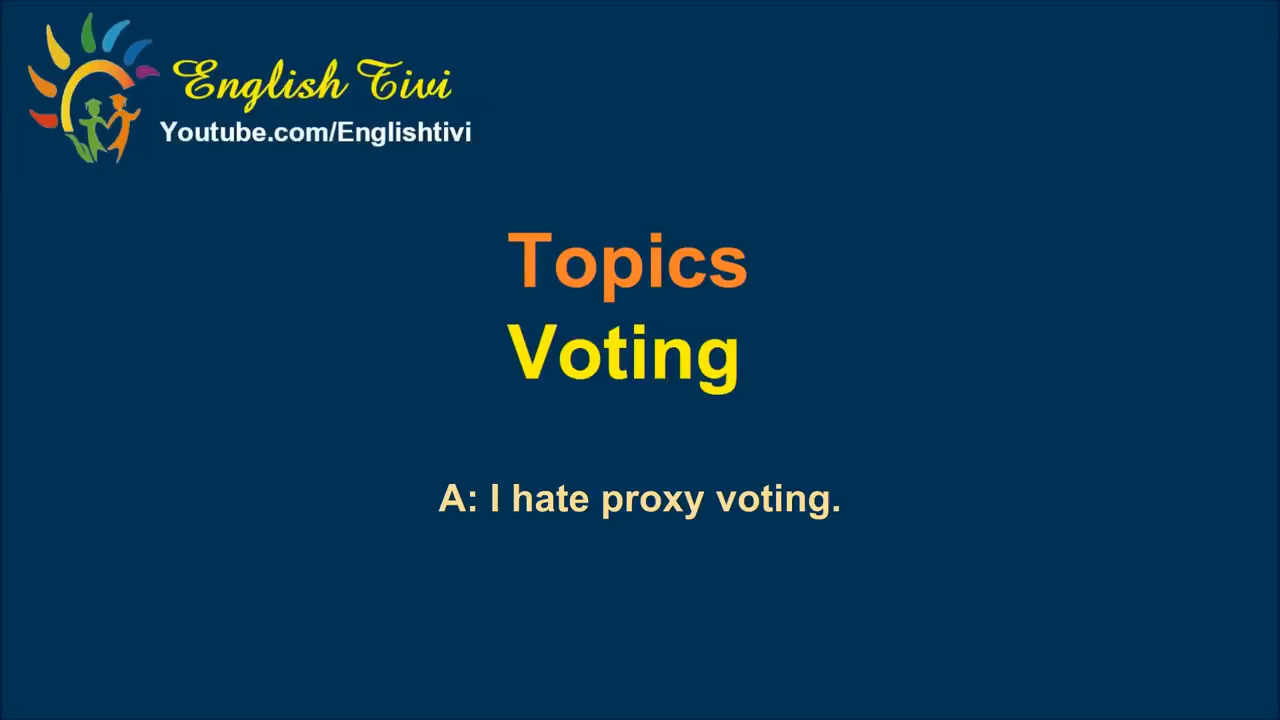 English Tivi
Youtube.com/Englishtivi
Topics
Voting
A: I hate proxy voting.